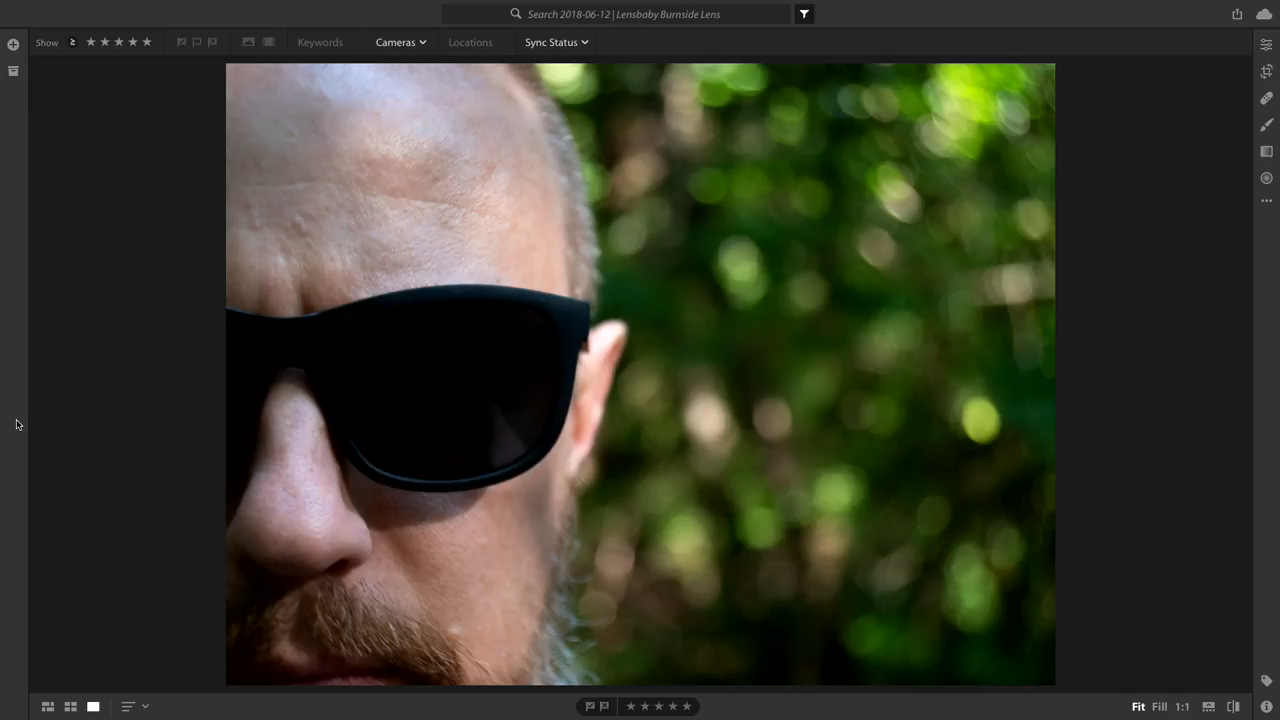 Search 2018-06-12 | Lensbaby Burnside Lens
Show ≥ Keywords Cameras Locations Sync Status
Fit Fill 1:1